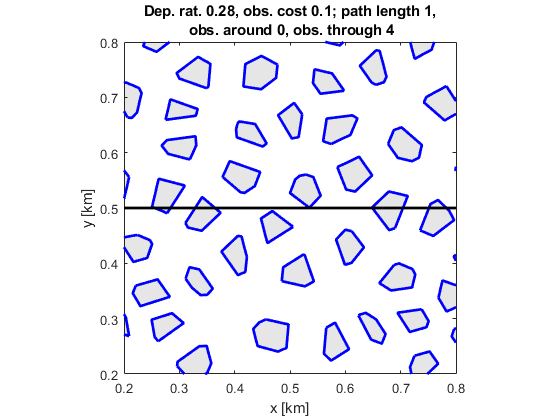 Dep. rat. 0.28, obs. cost 0.1; path length 1,
obs. around 0, obs. through 4
0.8
0.7
0.6
0.5
0.4
0.3
0.2
y [km]
0.2 0.3 0.4 0.5 0.6 0.7 0.8
x [km]